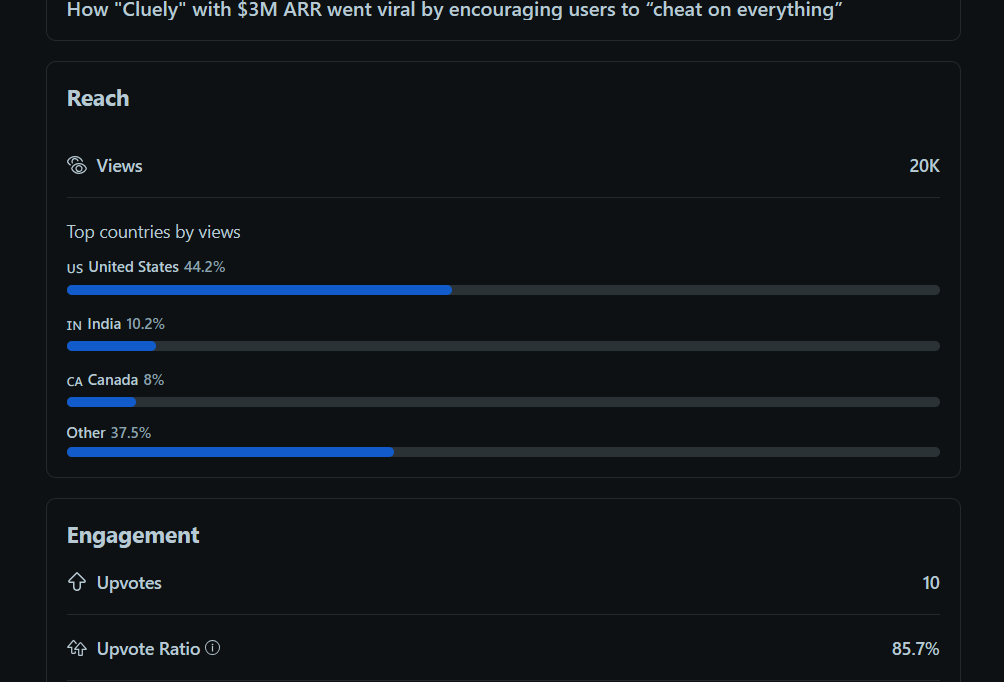 How "Cluely" with $3M ARR went viral by encouraging users to “cheat on everything”
Reach
Views 20K
Top countries by views
US United States 44.2%
IN India 10.2%
CA Canada 8%
Other 37.5%
Engagement
Upvotes 10
Upvote Ratio 85.7%